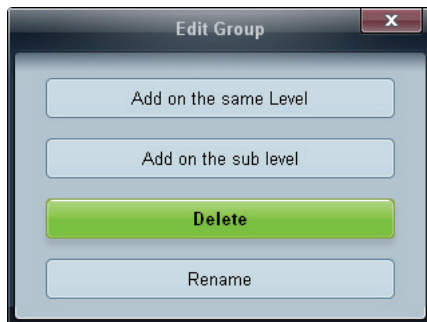 Edit Group
x
Add on the same Level
Add on the sub level
Delete
Rename